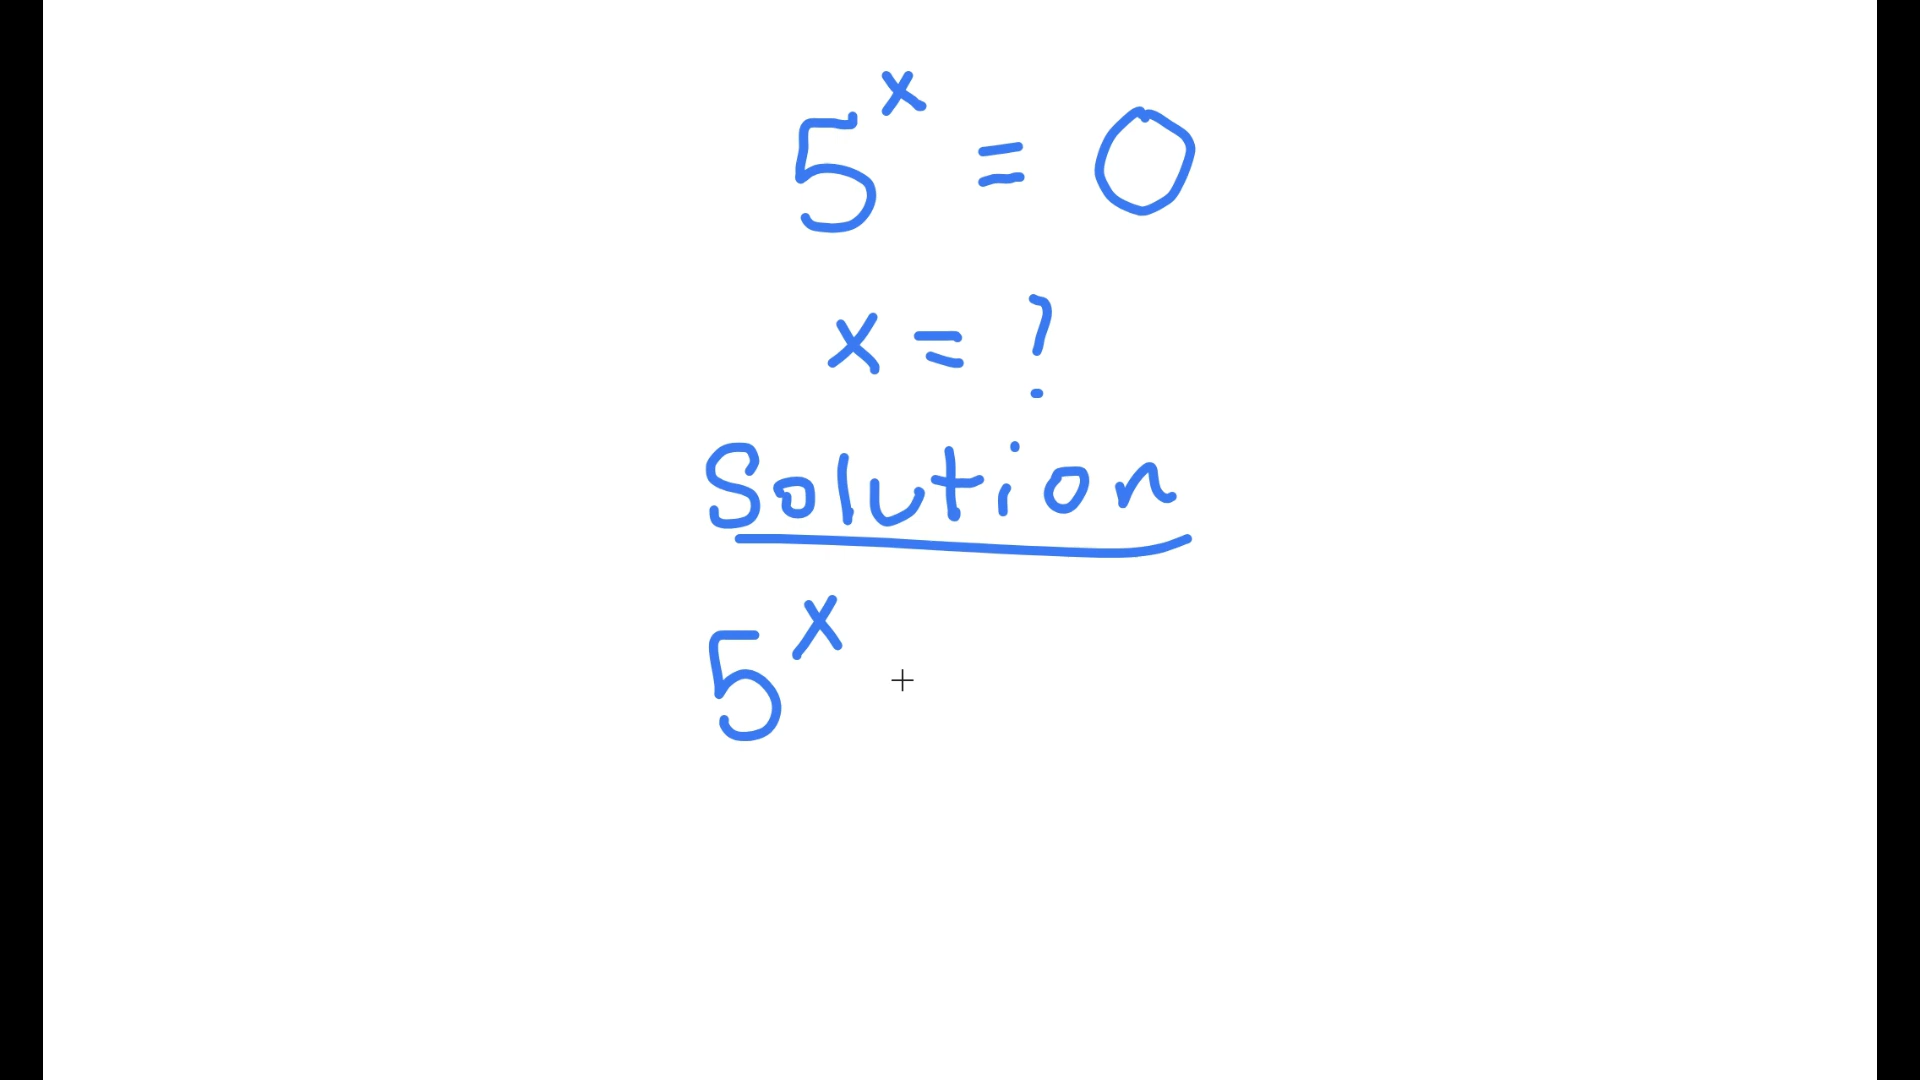 5^x = 0
x = ?
Solution
5^x